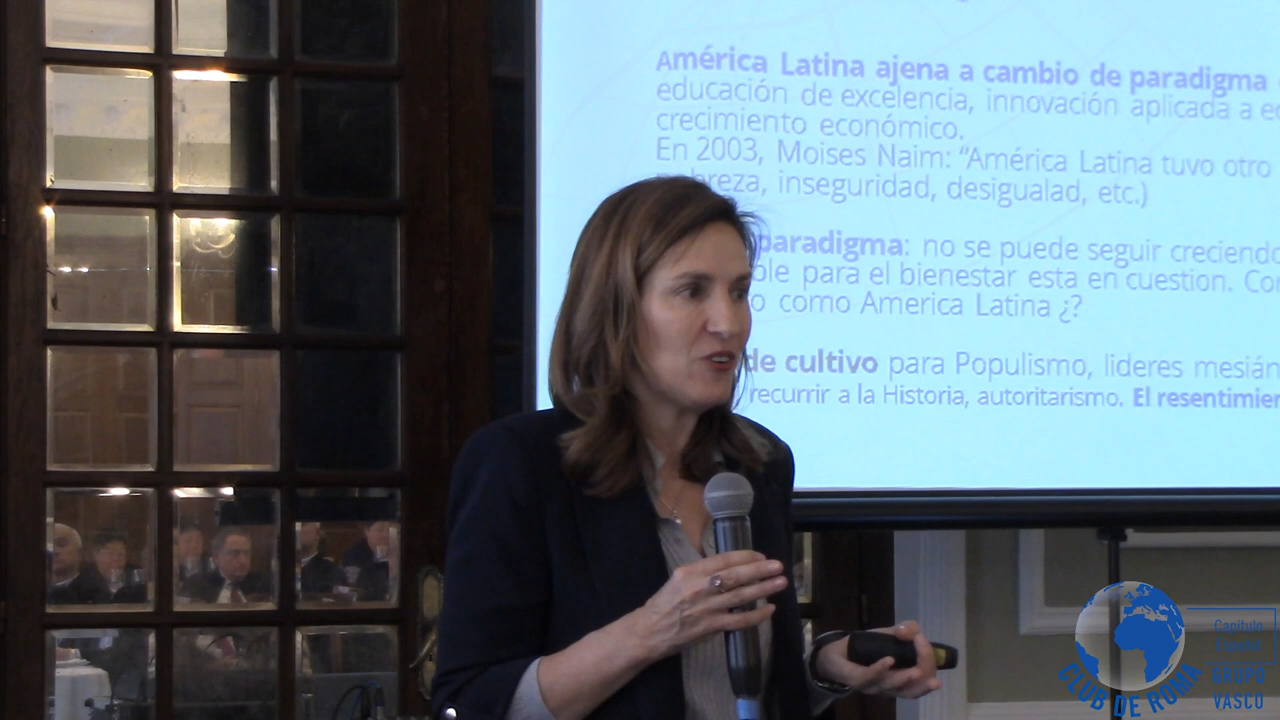 América Latina ajena a cambio de paradigma
educación de excelencia, innovación aplicada a
crecimiento económico.
En 2003, Moises Naim: “América Latina tuvo otro
pobreza, inseguridad, desigualad, etc.)
paradigma: no se puede seguir creciendo
para el bienestar esta en cuestion.
como America Latina ¿?
de cultivo para Populismo, lideres
recurrir a la Historia, autoritarismo. El
CLUB DE ROMA
Capítulo
Español
GRUPO
VASCO